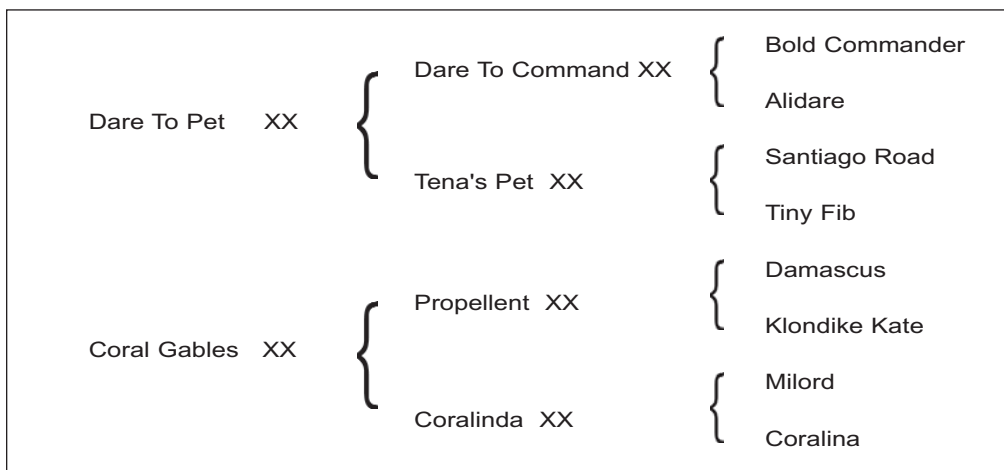 Bold Commander
Dare To Command XX
Alidare
Dare To Pet XX
Santiago Road
Tena's Pet XX
Tiny Fib
Damascus
Propellent XX
Klondike Kate
Coral Gables XX
Milord
Coralinda XX
Coralina